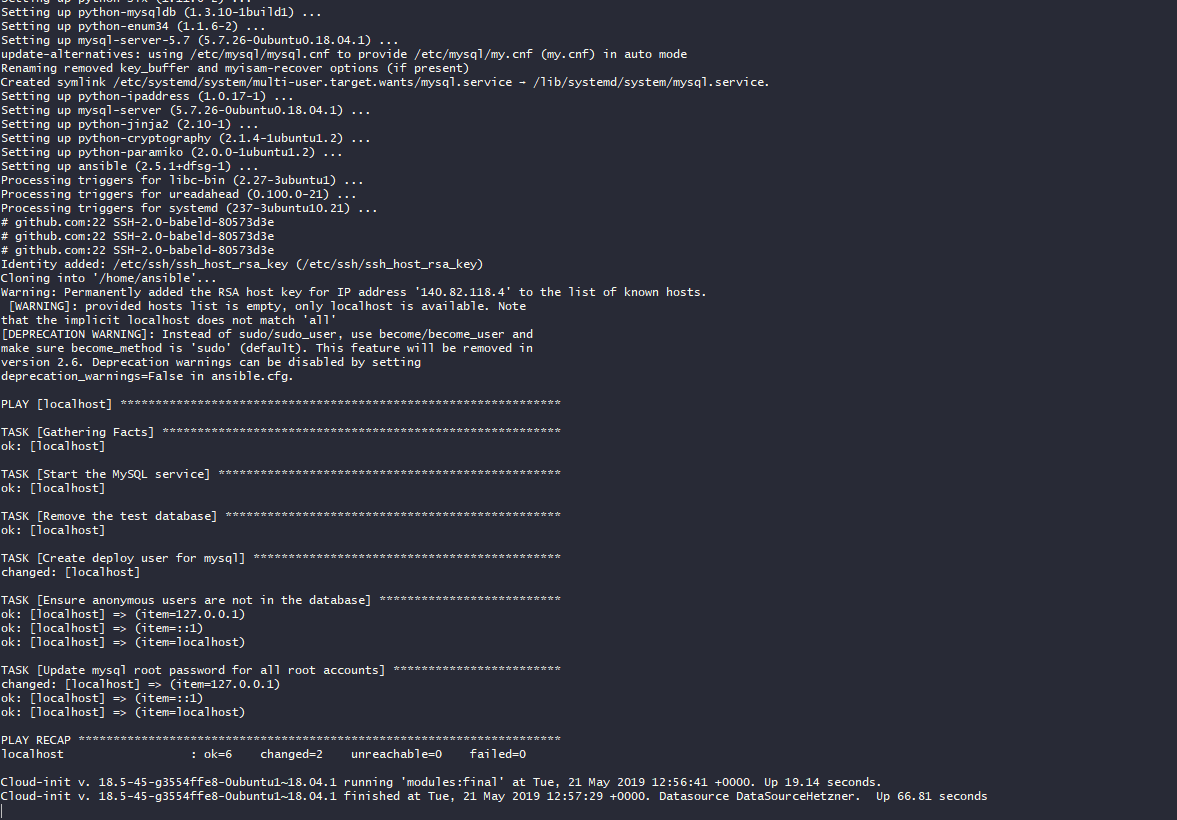 Setting up python-mysqldb (1.3.10-1build1) ...
Setting up python-enum34 (1.1.6-2) ...
Setting up mysql-server-5.7 (5.7.26-0ubuntu0.18.04.1) ...
update-alternatives: using /etc/mysql/mysql.cnf to provide /etc/mysql/my.cnf (my.cnf) in auto mode
Renaming removed key_buffer and myisam-recover options (if present)
Created symlink /etc/systemd/system/multi-user.target.wants/mysql.service → /lib/systemd/system/mysql.service.
Setting up python-ipaddress (1.0.17-1) ...
Setting up mysql-server (5.7.26-0ubuntu0.18.04.1) ...
Setting up python-jinja2 (2.10-1) ...
Setting up python-cryptography (2.1.4-1ubuntu1.2) ...
Setting up python-paramiko (2.0.0-1ubuntu1.2) ...
Setting up ansible (2.5.1+dfsg-1) ...
Processing triggers for libc-bin (2.27-3ubuntu1) ...
Processing triggers for ureadahead (0.100.0-21) ...
Processing triggers for systemd (237-3ubuntu10.21) ...
# github.com:22 SSH-2.0-babeld-80573d3e
# github.com:22 SSH-2.0-babeld-80573d3e
# github.com:22 SSH-2.0-babeld-80573d3e
Identity added: /etc/ssh/ssh_host_rsa_key (/etc/ssh/ssh_host_rsa_key)
Cloning into '/home/ansible'...
Warning: Permanently added the RSA host key for IP address '140.82.118.4' to the list of known hosts.
[WARNING]: provided hosts list is empty, only localhost is available. Note
that the implicit localhost does not match 'all'
[DEPRECATION WARNING]: Instead of sudo/sudo_user, use become/become_user and
make sure become_method is 'sudo' (default). This feature will be removed in
version 2.6. Deprecation warnings can be disabled by setting
deprecation_warnings=False in ansible.cfg.
PLAY [localhost] ***************************************************************
TASK [Gathering Facts] *********************************************************
ok: [localhost]
TASK [Start the MySQL service] *************************************************
ok: [localhost]
TASK [Remove the test database] ************************************************
ok: [localhost]
TASK [Create deploy user for mysql] ********************************************
changed: [localhost]
TASK [Ensure anonymous users are not in the database] **************************
ok: [localhost] => (item=127.0.0.1)
ok: [localhost] => (item=::1)
ok: [localhost] => (item=localhost)
TASK [Update mysql root password for all root accounts] ************************
changed: [localhost] => (item=127.0.0.1)
ok: [localhost] => (item=::1)
ok: [localhost] => (item=localhost)
PLAY RECAP *********************************************************************
localhost                  : ok=6    changed=2    unreachable=0    failed=0
Cloud-init v. 18.5-45-g3554ffe8-0ubuntu1~18.04.1 running 'modules:final' at Tue, 21 May 2019 12:56:41 +0000. Up 19.14 seconds.
Cloud-init v. 18.5-45-g3554ffe8-0ubuntu1~18.04.1 finished at Tue, 21 May 2019 12:57:29 +0000. Datasource DataSourceHetzner.  Up 66.81 seconds